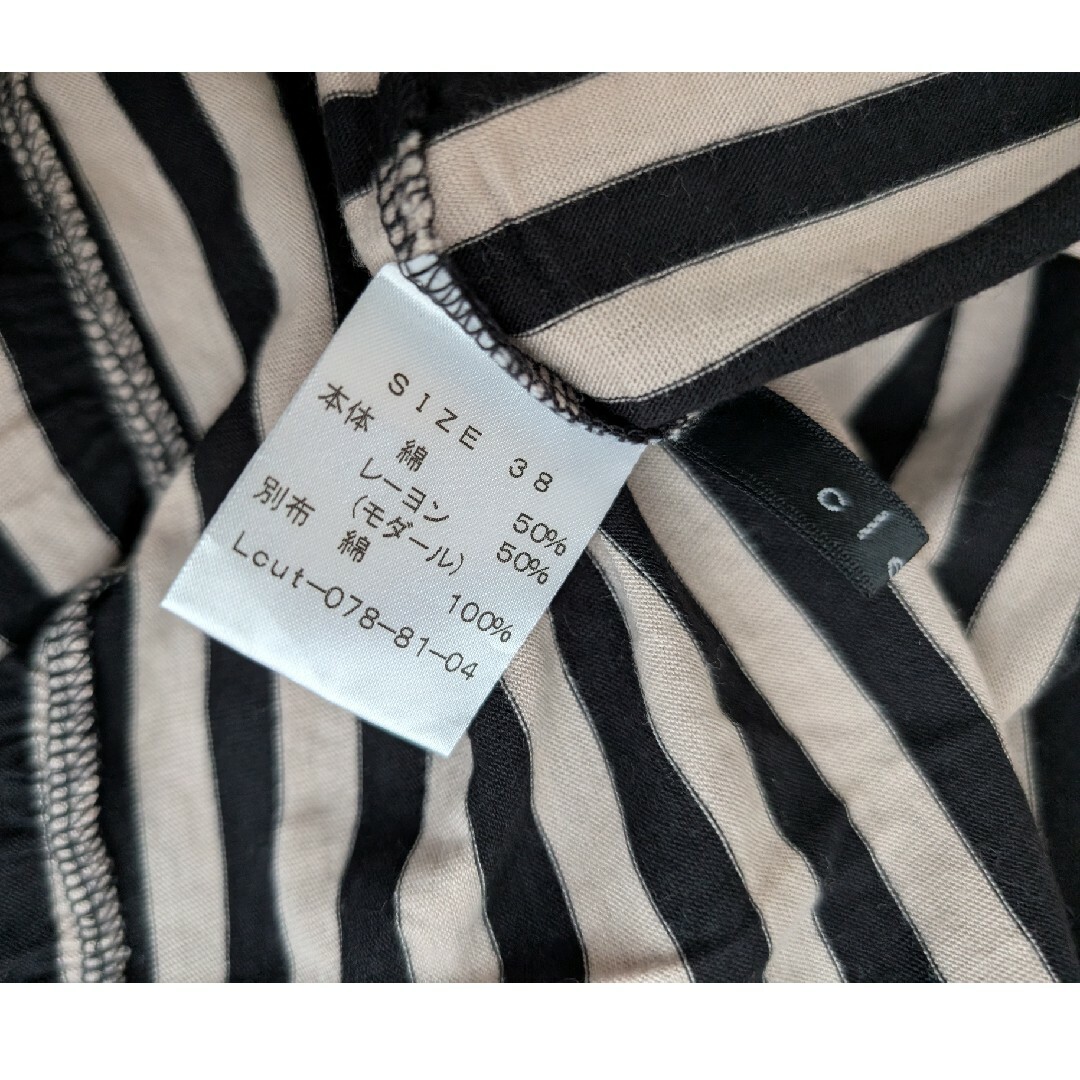 SIZE 38
本体 綿 50%
レーヨン
(モダール) 50%
別布 綿 100%
Lcut-078-81-04